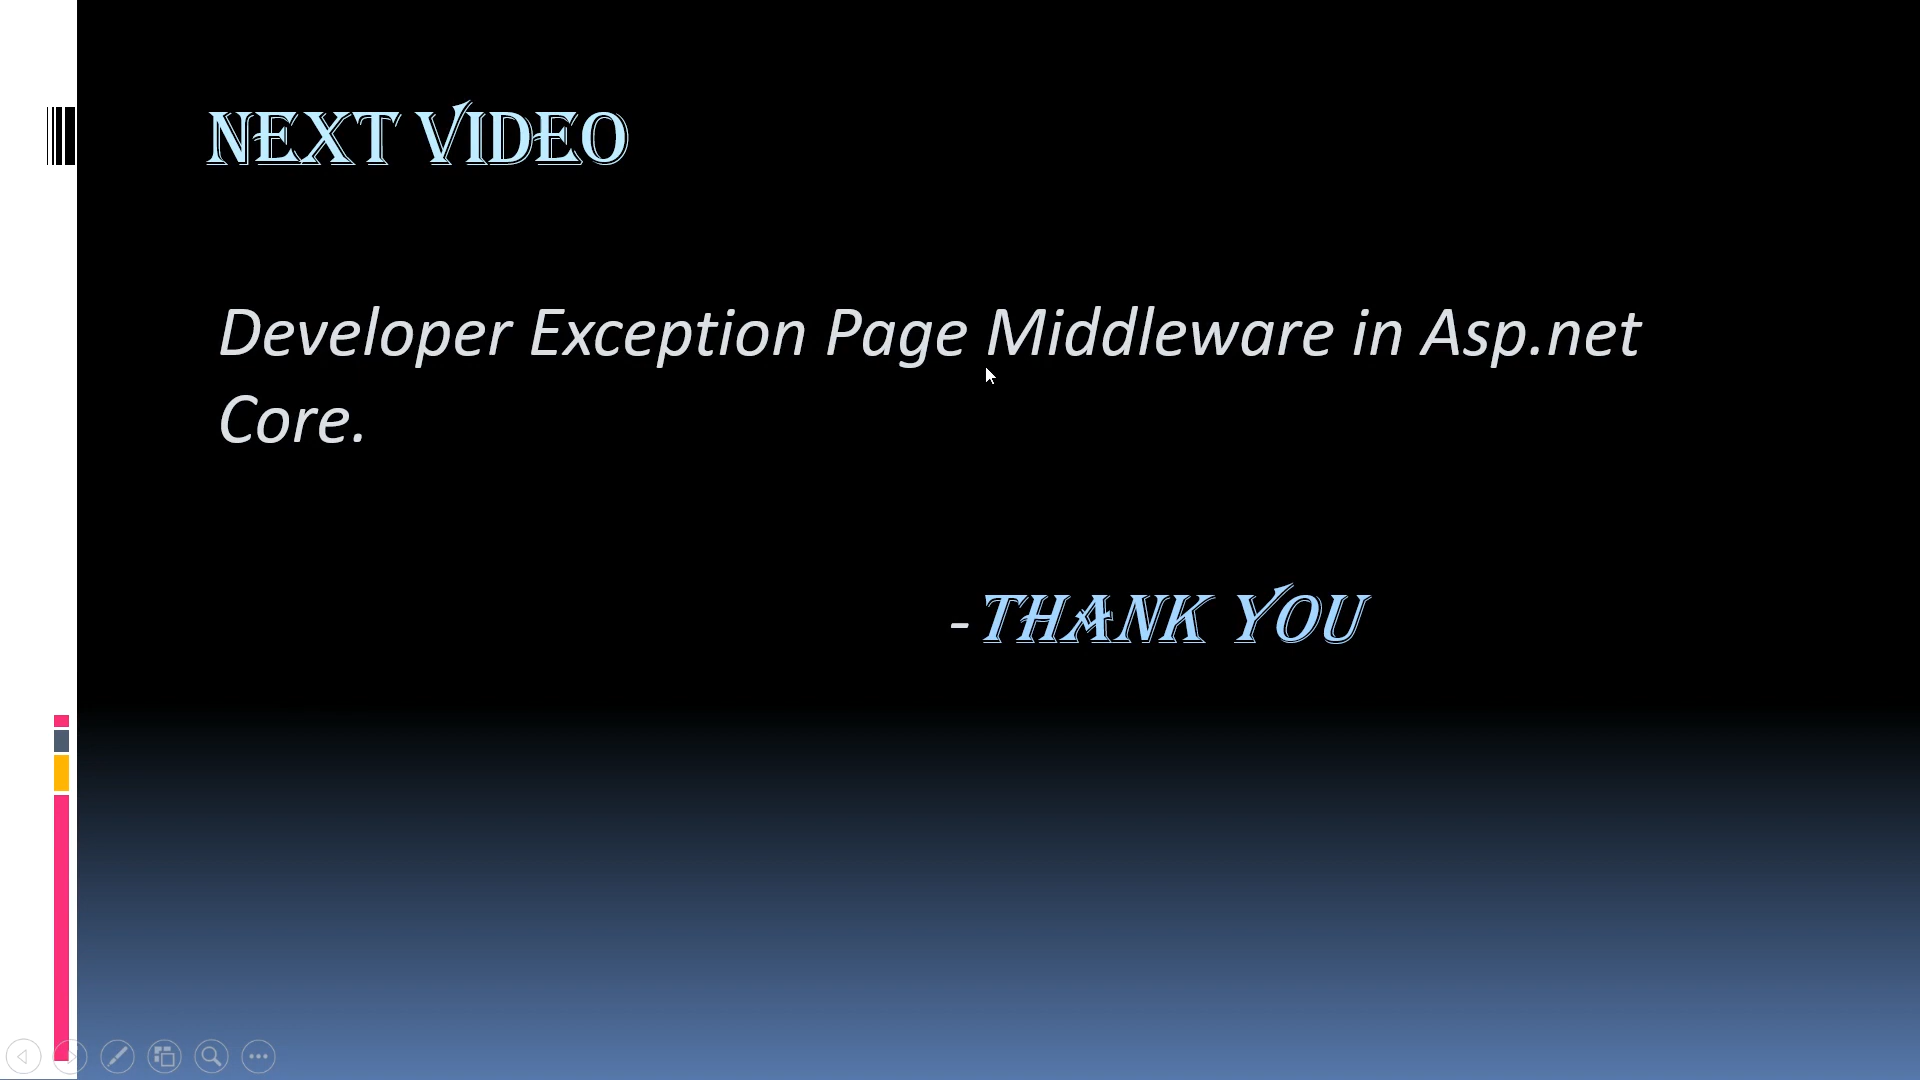 NEXT VIDEO
Developer Exception Page Middleware in Asp.net
Core.
-THANK YOU